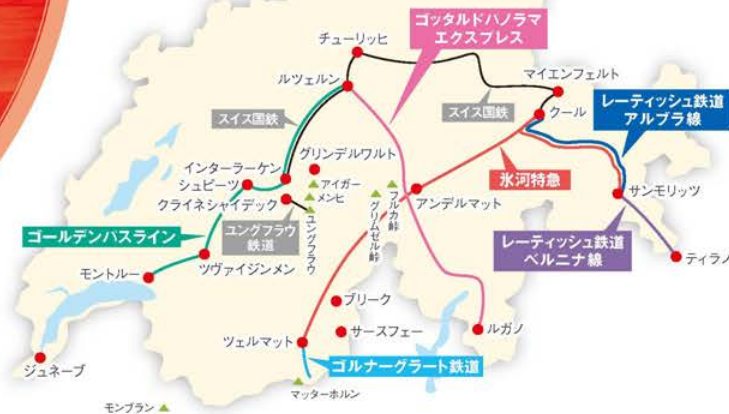 ゴッタルドパノラマ
エクスプレス
チューリッヒ
ルツェルン
マイエンフェルト
スイス国鉄
スイス国鉄
クール
レーティッシュ鉄道
アルブラ線
グリンデルワルト
インターラーケン
アイガー
氷河特急
シュピーツ
メンヒ
サンモリッツ
クライネシャイデック
アンデルマット
フルカ峠
グリムゼル峠
ユングフラウ
ゴールデンパスライン
ユングフラウ
鉄道
レーティッシュ鉄道
ベルニナ線
ツヴァイジンメン
ティラノ
モントルー
ブリーク
サースフェー
ルガノ
ツェルマット
ジュネーブ
ゴルナーグラート鉄道
マッターホルン
モンブラン